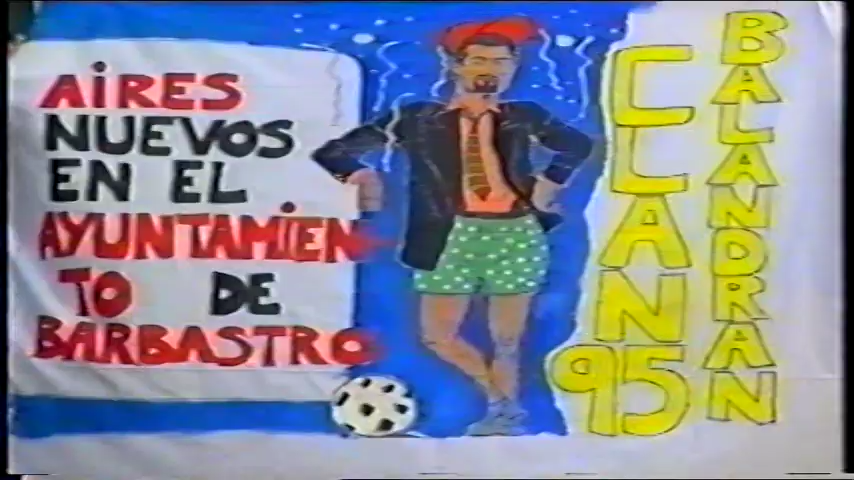 AIRES
NUEVOS
EN EL
AYUNTAMIEN
TO DE
BARBASTRO
CLAN
95
BALANDRAN